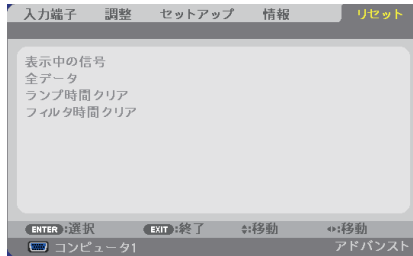 入力端子 調整 セットアップ 情報 リセット
表示中の信号
全データ
ランプ時間クリア
フィルタ時間クリア
ENTER:選択 EXIT:終了 :移動 :移動
コンピュータ1 アドバンスト